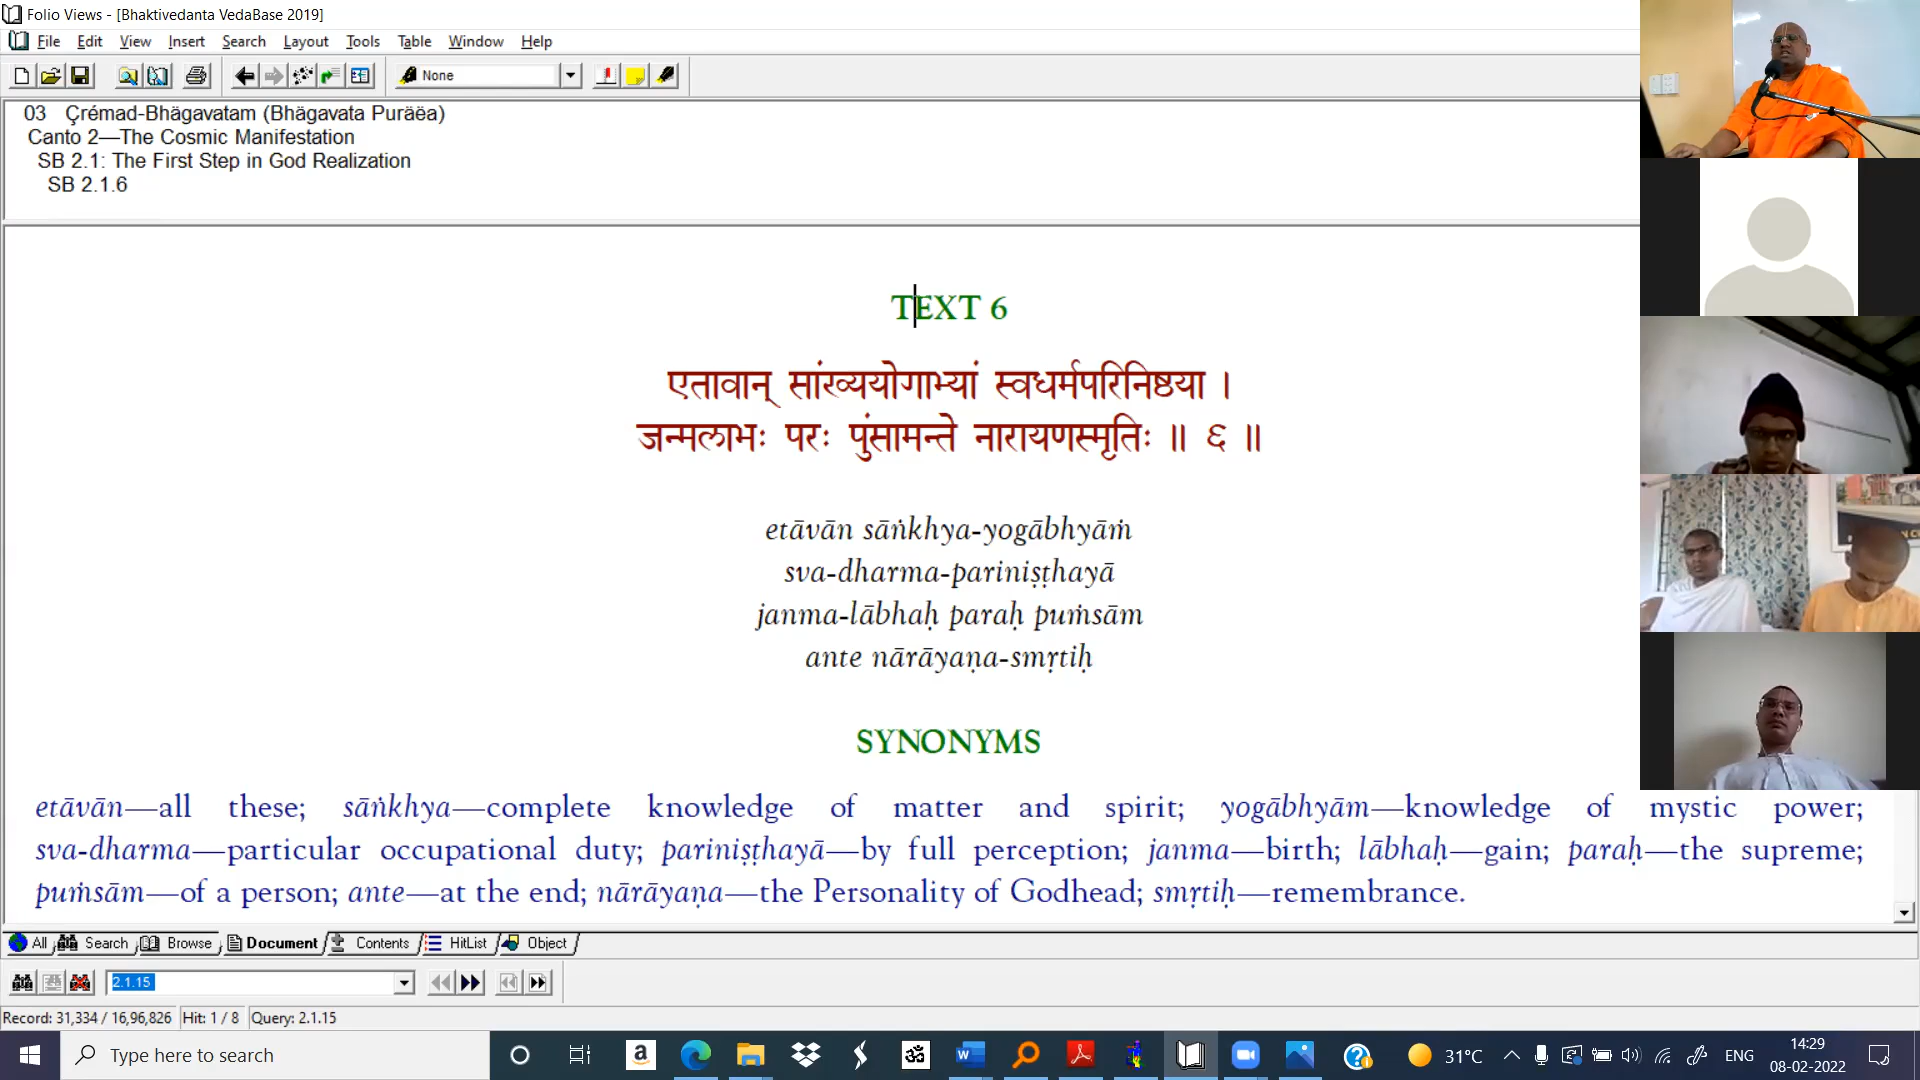 Folio Views - [Bhaktivedanta VedaBase 2019]
File Edit View Insert Search Layout Tools Table Window Help
None
03 Çrémad-Bhägavatam (Bhägavata Puräëa)
Canto 2—The Cosmic Manifestation
SB 2.1: The First Step in God Realization
SB 2.1.6
TEXT 6
एतावान् सांख्ययोगाभ्यां स्वधर्मपरिनिष्ठया ।
जन्मलाभः परः पुंसामन्ते नारायणस्मृतिः ॥ ६ ॥
etāvān sāṅkhya-yogābhyāṁ
sva-dharma-pariniṣṭhayā
janma-lābhaḥ paraḥ puṁsām
ante nārāyaṇa-smṛtiḥ
SYNONYMS
etāvān—all these; sāṅkhya—complete knowledge of matter and spirit; yogābhyām—knowledge of mystic power;
sva-dharma—particular occupational duty; pariniṣṭhayā—by full perception; janma—birth; lābhaḥ—gain; paraḥ—the supreme;
puṁsām—of a person; ante—at the end; nārāyaṇa—the Personality of Godhead; smṛtiḥ—remembrance.
All Search Browse Document Contents HitList Object
2.1.15
Record: 31,334 / 16,96,826 Hit: 1 / 8 Query: 2.1.15
Type here to search
31°C ENG 14:29
08-02-2022